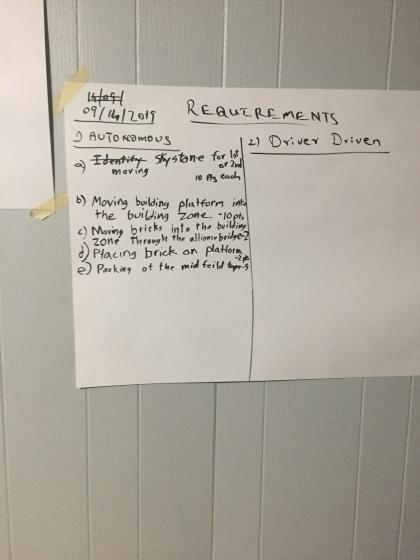 14/09/
09/14/2019
REQUIREMENTS
1) AUTONOMOUS
a) Identify skystone for 1st
moving or 2nd
10 pts each
b) Moving building platform into
the building zone. -10pts
c) Moving bricks into the building
zone through the alliance bridge-2
d) Placing brick on platform
-2pts
e) Parking at the mid feild tape-5
2) Driver Driven